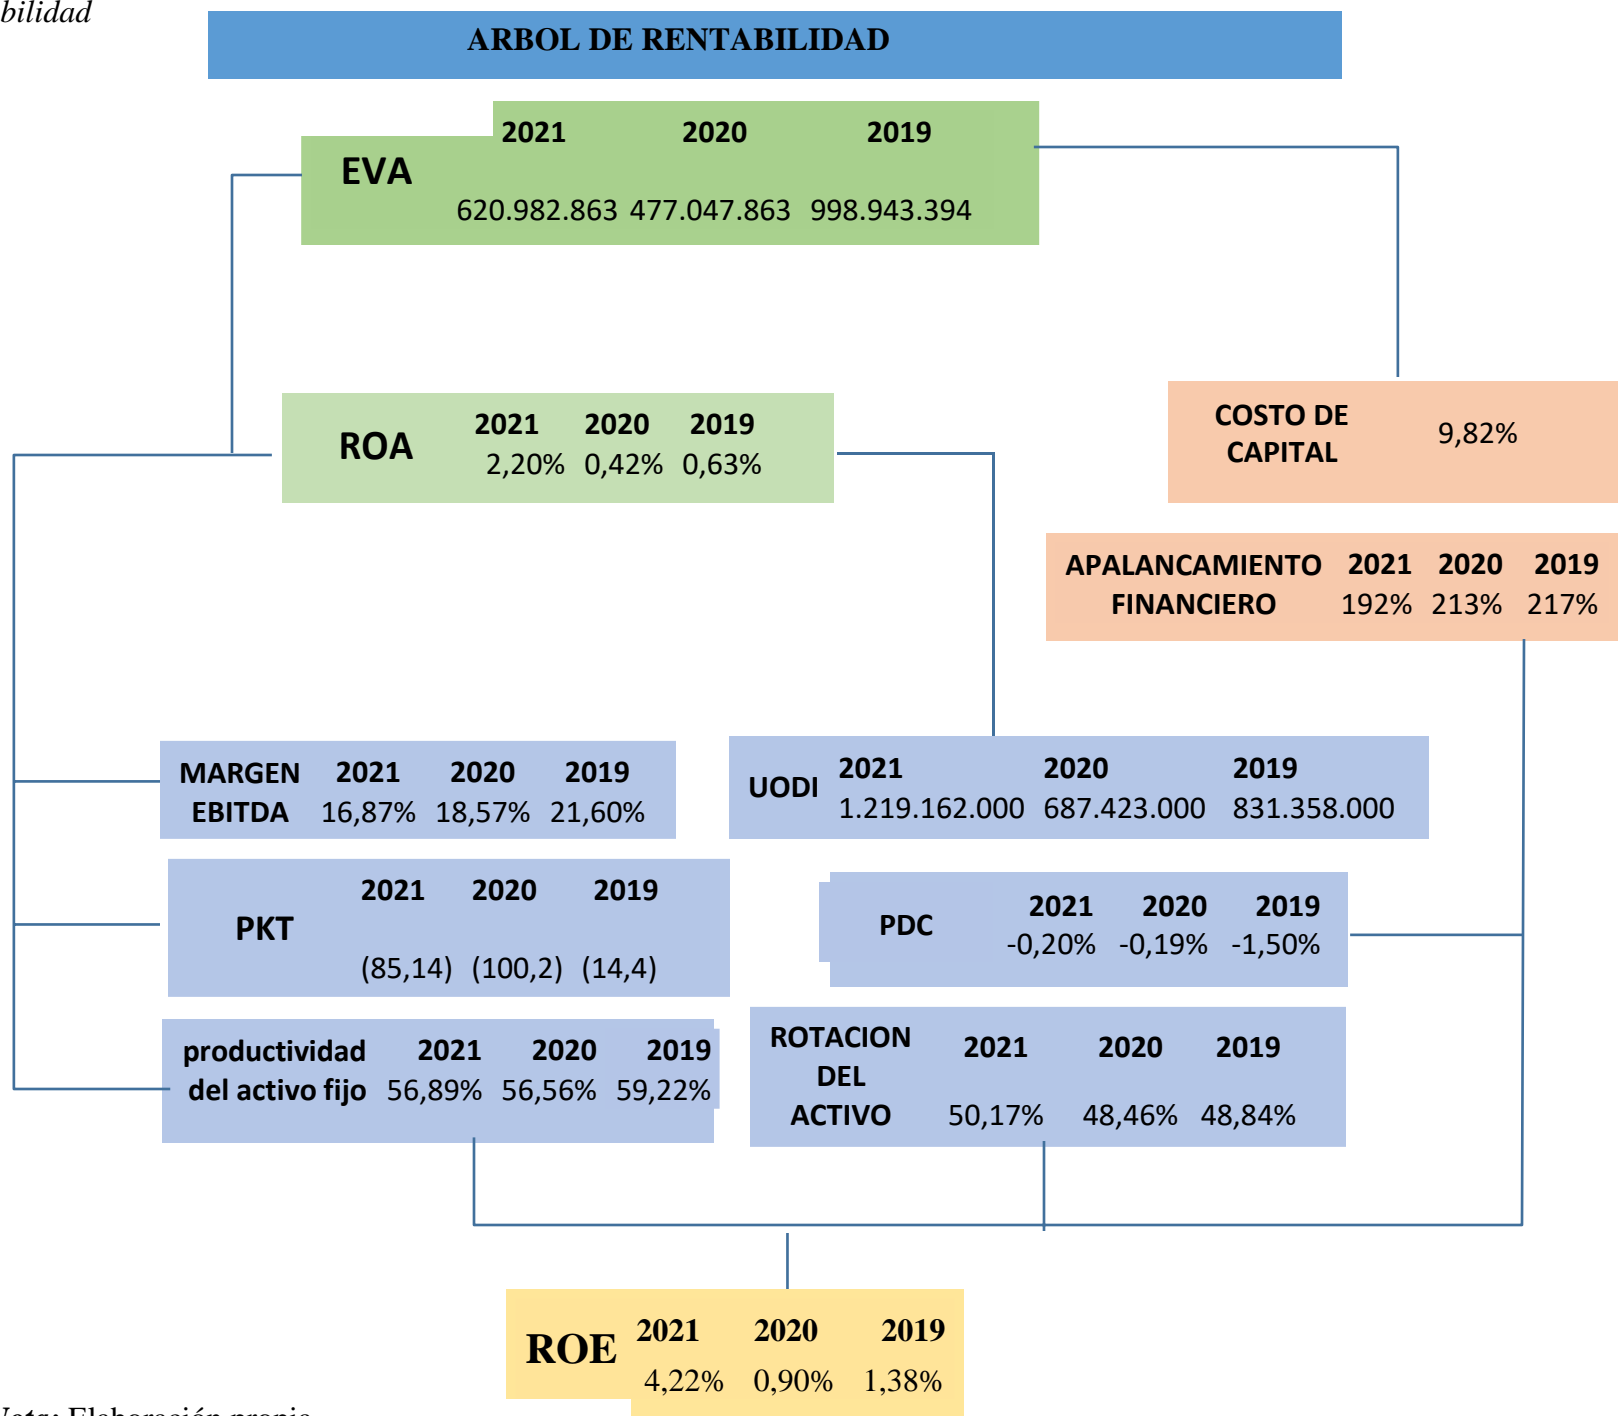 bilidad
ARBOL DE RENTABILIDAD
2021 2020 2019
EVA
620.982.863 477.047.863 998.943.394
ROA
2021 2020 2019
2,20% 0,42% 0,63%
COSTO DE
CAPITAL
9,82%
APALANCAMIENTO 2021 2020 2019
FINANCIERO 192% 213% 217%
MARGEN 2021 2020 2019
EBITDA 16,87% 18,57% 21,60%
UODI
2021 2020 2019
1.219.162.000 687.423.000 831.358.000
2021 2020 2019
PKT
(85,14) (100,2) (14,4)
PDC
2021 2020 2019
-0,20% -0,19% -1,50%
productividad 2021 2020 2019
del activo fijo 56,89% 56,56% 59,22%
ROTACION
DEL
ACTIVO
2021 2020 2019
50,17% 48,46% 48,84%
ROE
2021 2020 2019
4,22% 0,90% 1,38%
Nota: Elaboración propia